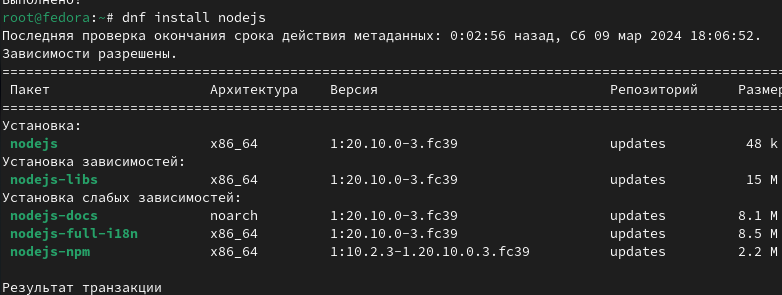 Выполнено!
root@fedora:~# dnf install nodejs
Последняя проверка окончания срока действия метаданных: 0:02:56 назад, Сб 09 мар 2024 18:06:52.
Зависимости разрешены.
================================================================================
Пакет Архитектура Версия Репозиторий Размер
================================================================================
Установка:
nodejs x86_64 1:20.10.0-3.fc39 updates 48 k
Установка зависимостей:
nodejs-libs x86_64 1:20.10.0-3.fc39 updates 15 M
Установка слабых зависимостей:
nodejs-docs noarch 1:20.10.0-3.fc39 updates 8.1 M
nodejs-full-i18n x86_64 1:20.10.0-3.fc39 updates 8.5 M
nodejs-npm x86_64 1:10.2.3-1.20.10.0.3.fc39 updates 2.2 M
Результат транзакции